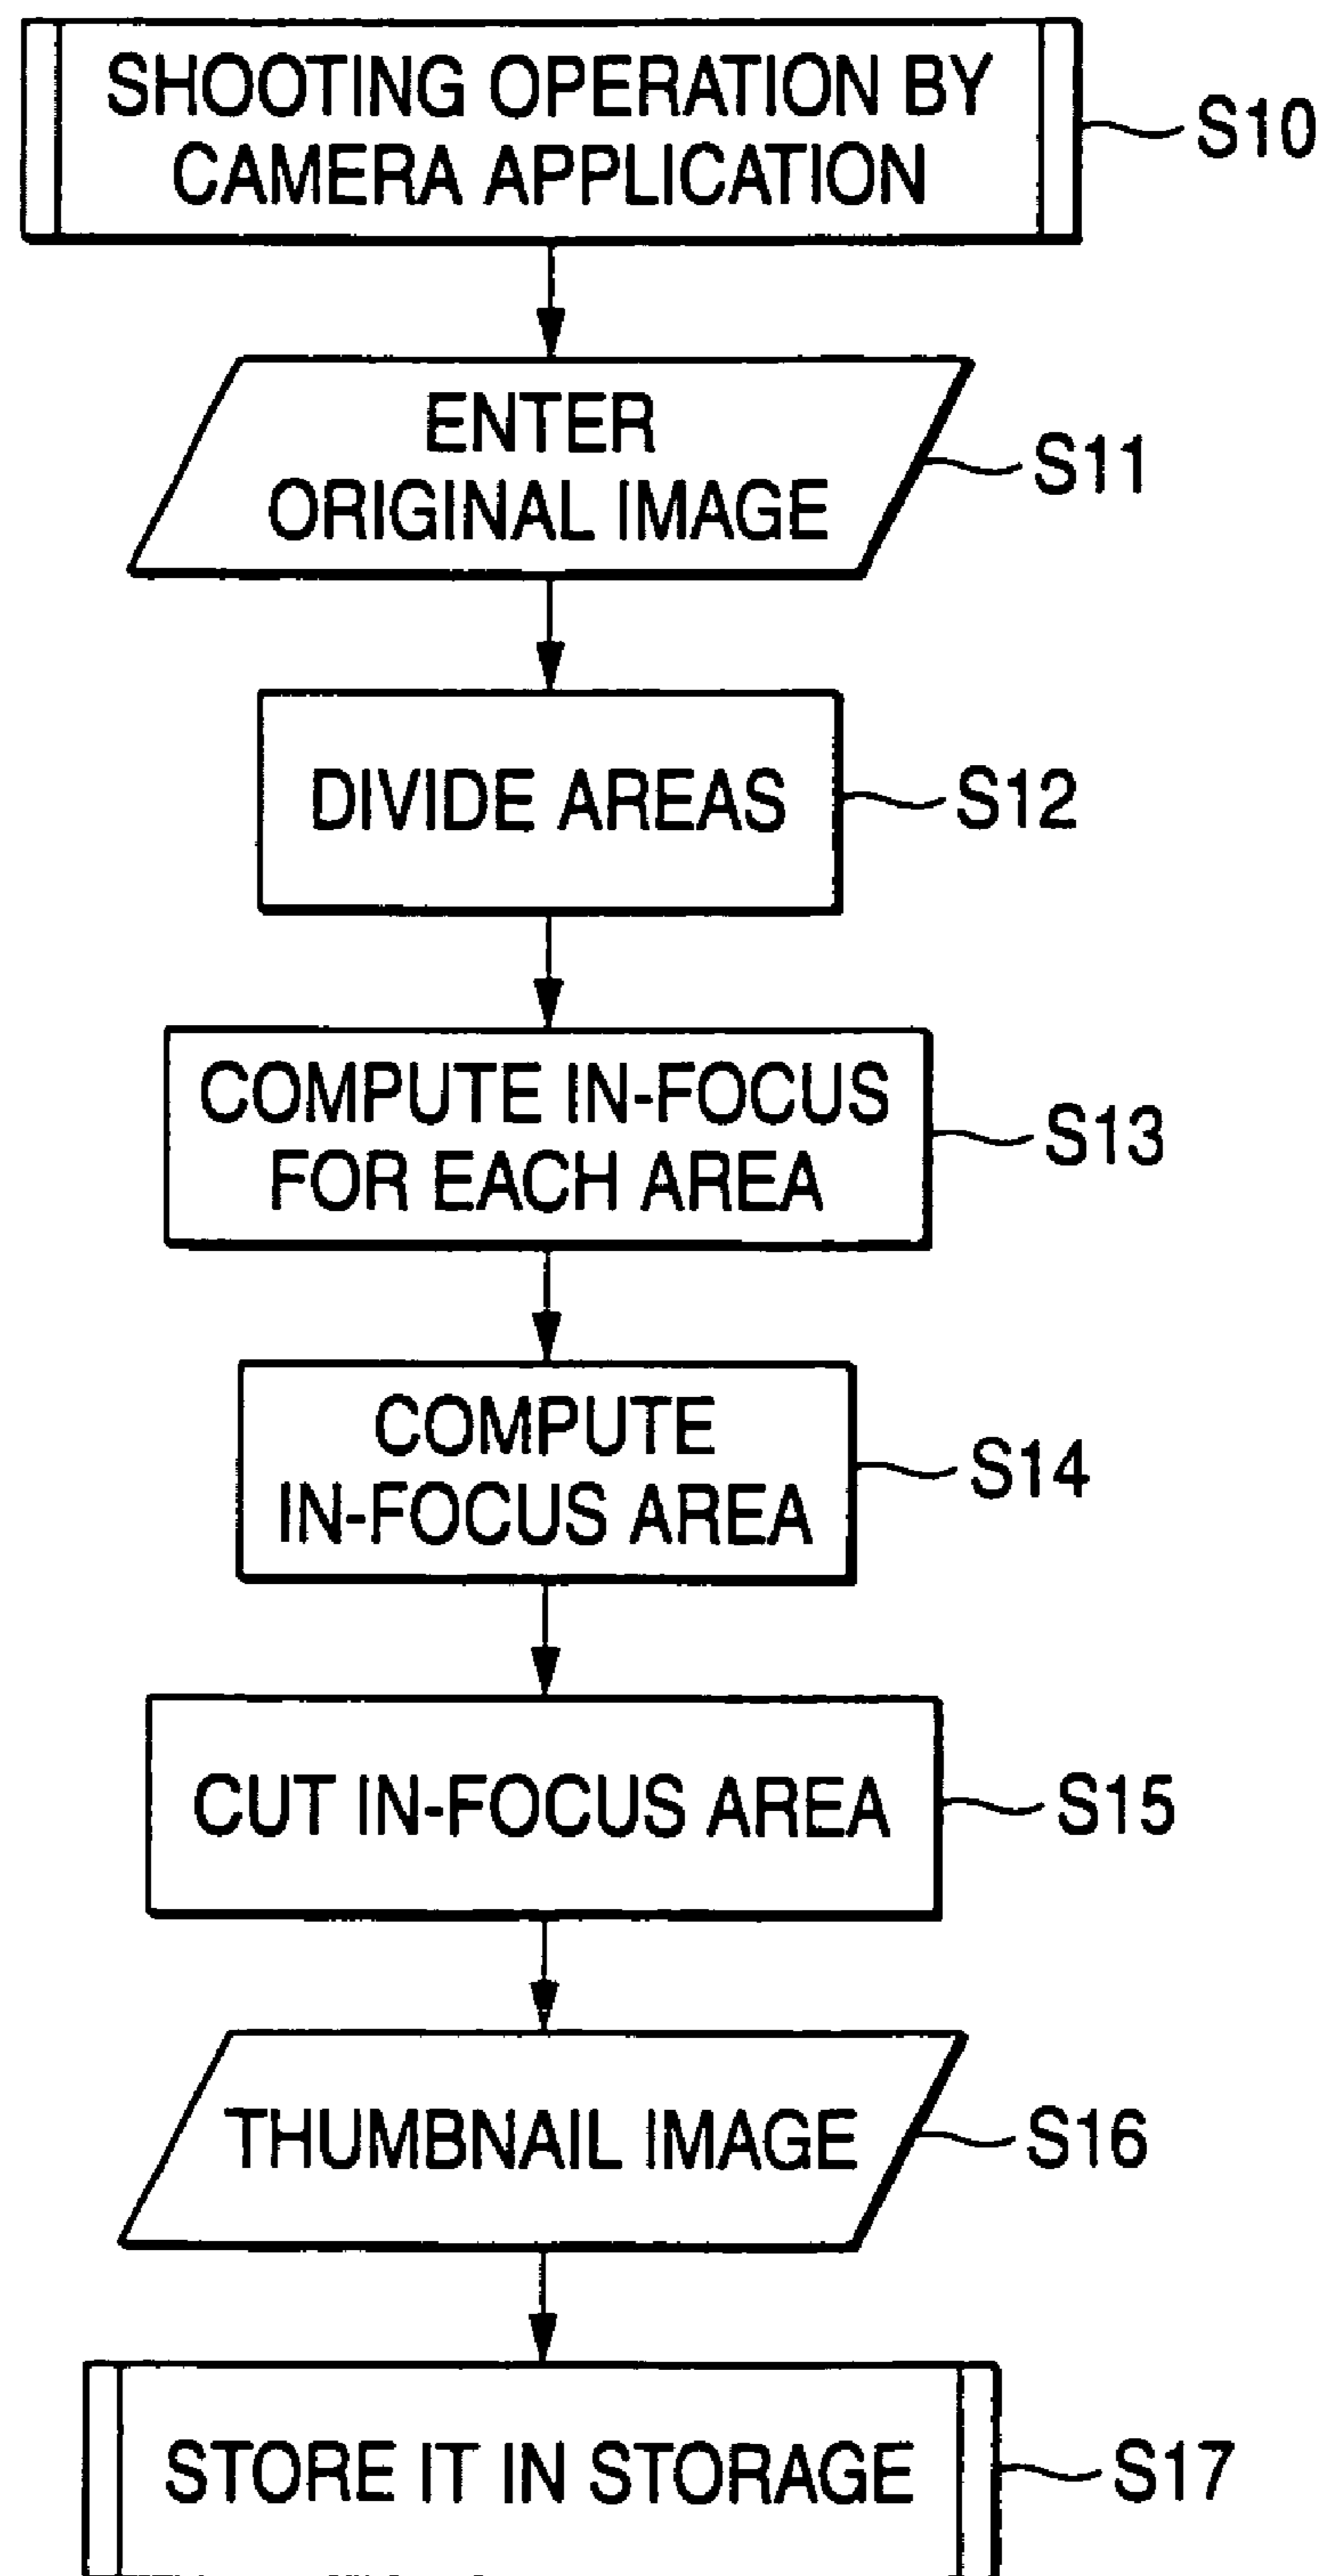 SHOOTING OPERATION BY
CAMERA APPLICATION
S10
ENTER
ORIGINAL IMAGE
S11
DIVIDE AREAS
S12
COMPUTE IN-FOCUS
FOR EACH AREA
S13
COMPUTE
IN-FOCUS AREA
S14
CUT IN-FOCUS AREA
S15
THUMBNAIL IMAGE
S16
STORE IT IN STORAGE
S17